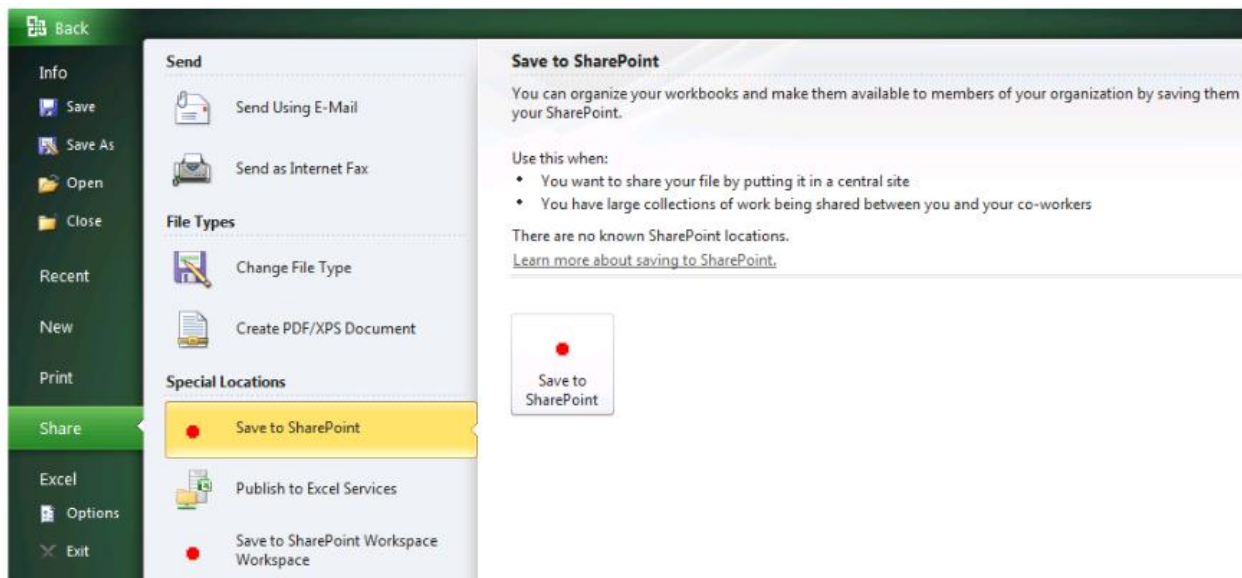 Back
Info
Save
Save As
Open
Close
Recent
New
Print
Share
Excel
Options
Exit
Send
Send Using E-Mail
Send as Internet Fax
File Types
Change File Type
Create PDF/XPS Document
Special Locations
Save to SharePoint
Publish to Excel Services
Save to SharePoint Workspace
Workspace
Save to SharePoint
You can organize your workbooks and make them available to members of your organization by saving them
your SharePoint.
Use this when:
• You want to share your file by putting it in a central site
• You have large collections of work being shared between you and your co-workers
There are no known SharePoint locations.
Learn more about saving to SharePoint.
Save to
SharePoint